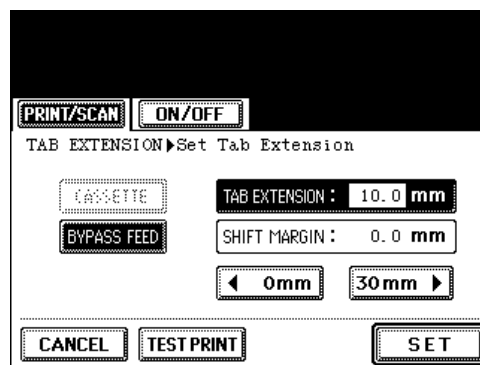 PRINT/SCAN ON/OFF
TAB EXTENSION▶Set Tab Extension
CASSETTE TAB EXTENSION: 10.0 mm
BYPASS FEED SHIFT MARGIN: 0.0 mm
◀ 0mm 30mm ▶
CANCEL TEST PRINT SET